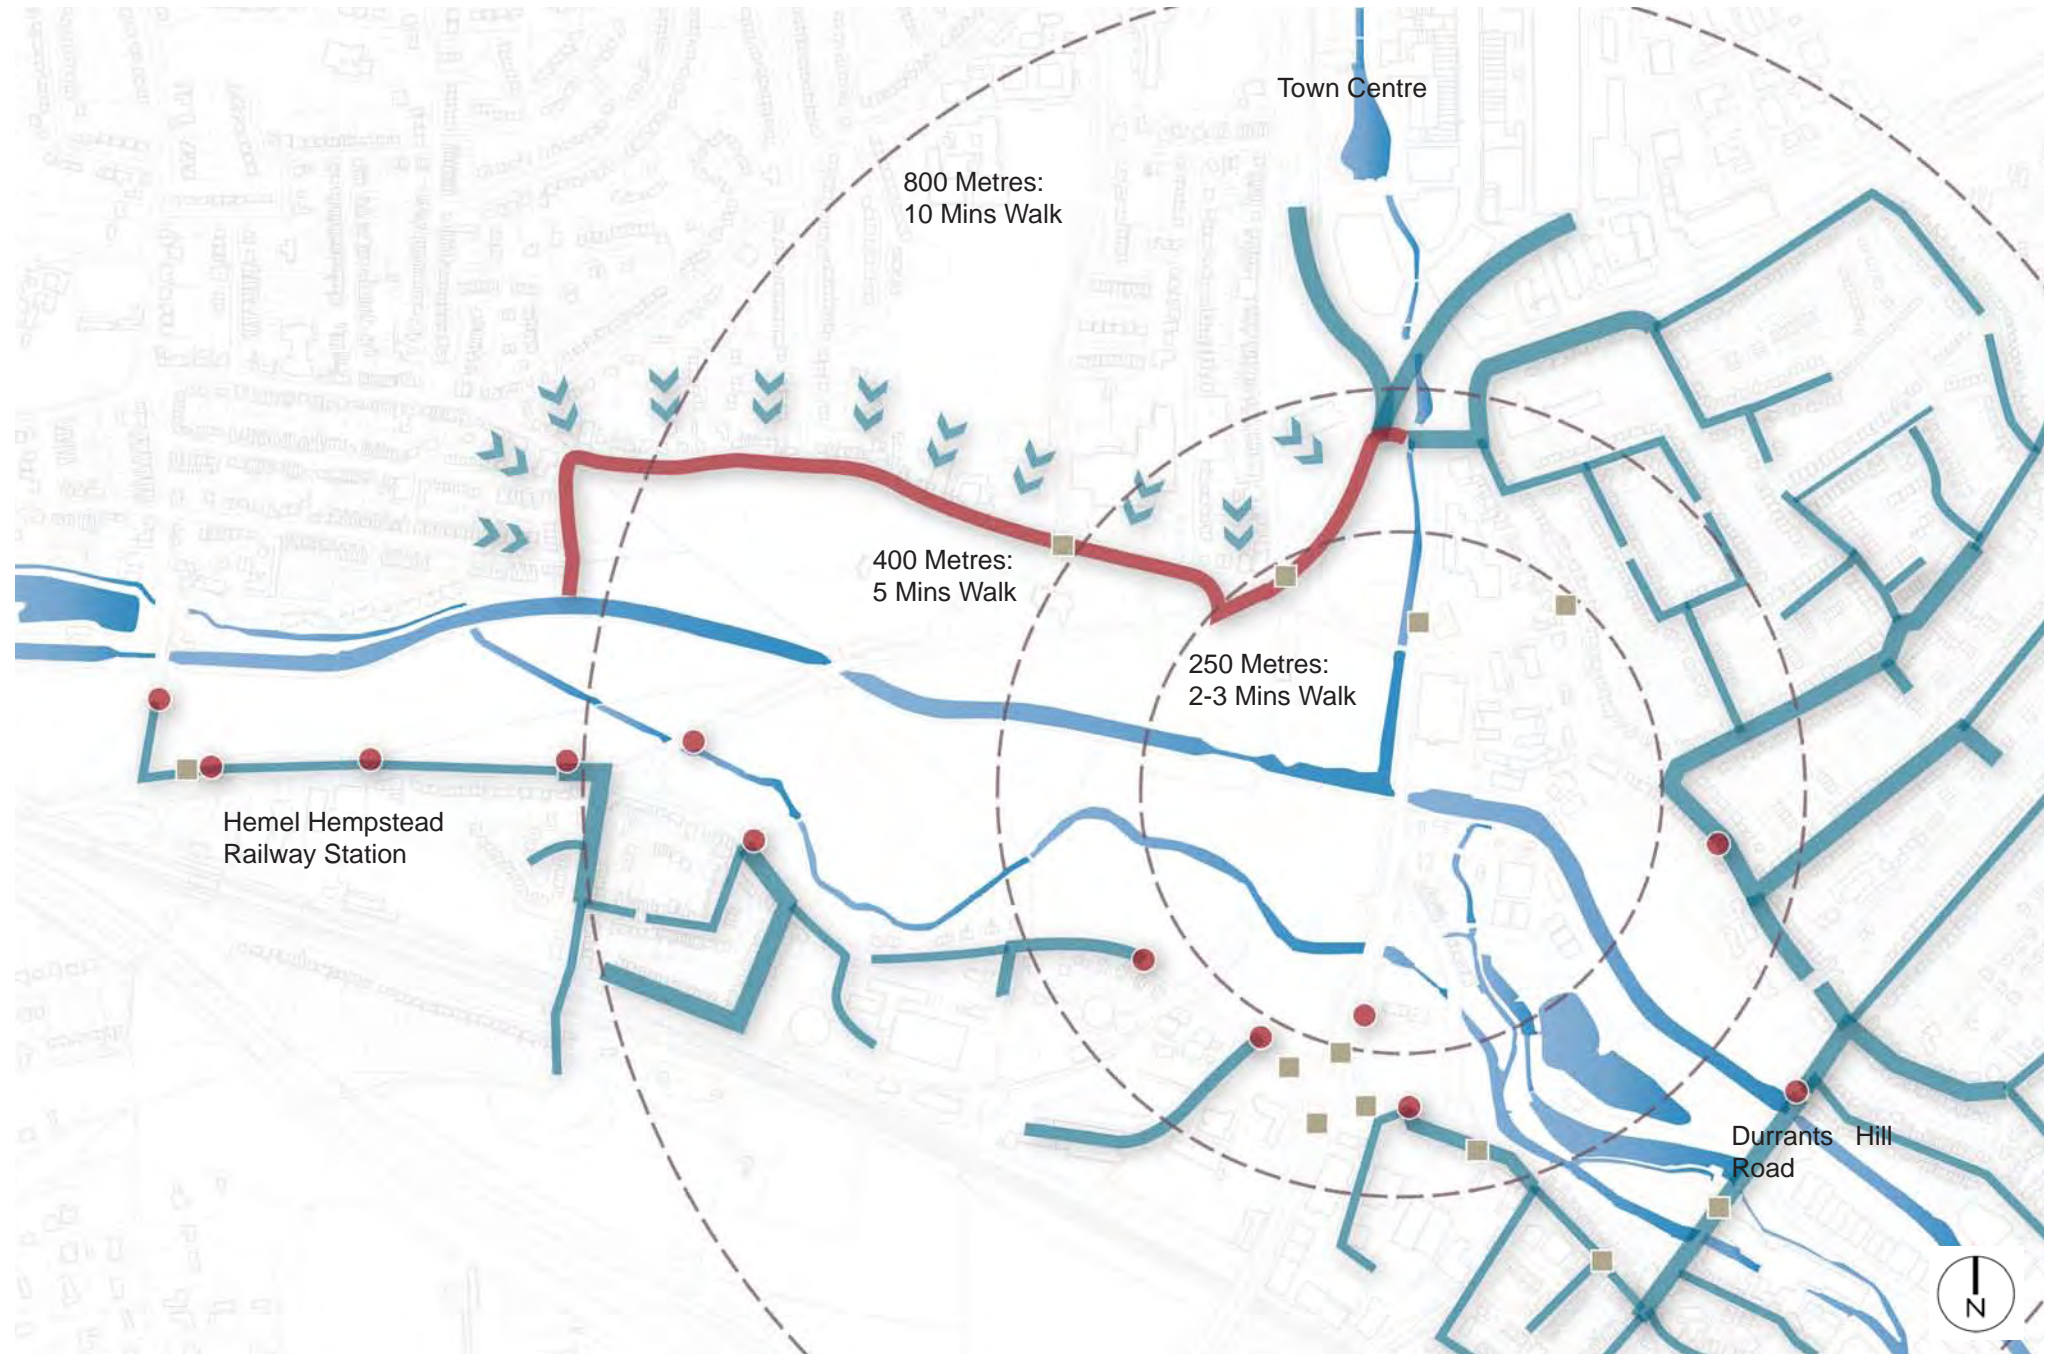 Town Centre
800 Metres:
10 Mins Walk
400 Metres:
5 Mins Walk
250 Metres:
2-3 Mins Walk
Hemel Hempstead
Railway Station
Durrants Hill
Road
N